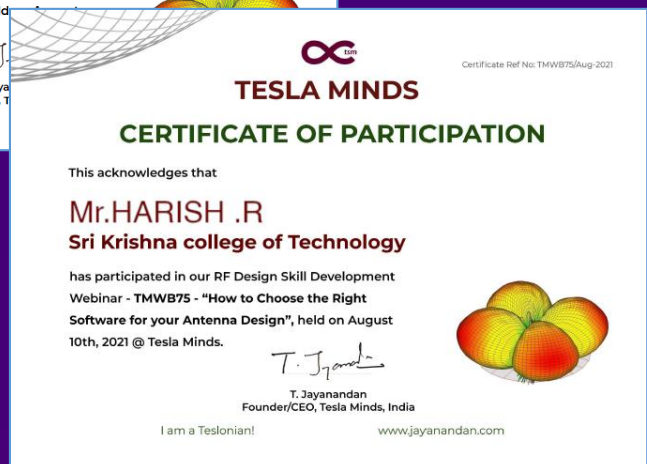 tsm
Certificate Ref No: TMWB75/Aug-2021
TESLA MINDS
CERTIFICATE OF PARTICIPATION
This acknowledges that
Mr.HARISH .R
Sri Krishna college of Technology
has participated in our RF Design Skill Development
Webinar - TMWB75 - “How to Choose the Right
Software for your Antenna Design”, held on August
10th, 2021 @ Tesla Minds.
T. Jayanandan
Founder/CEO, Tesla Minds, India
I am a Teslonian! www.jayanandan.com